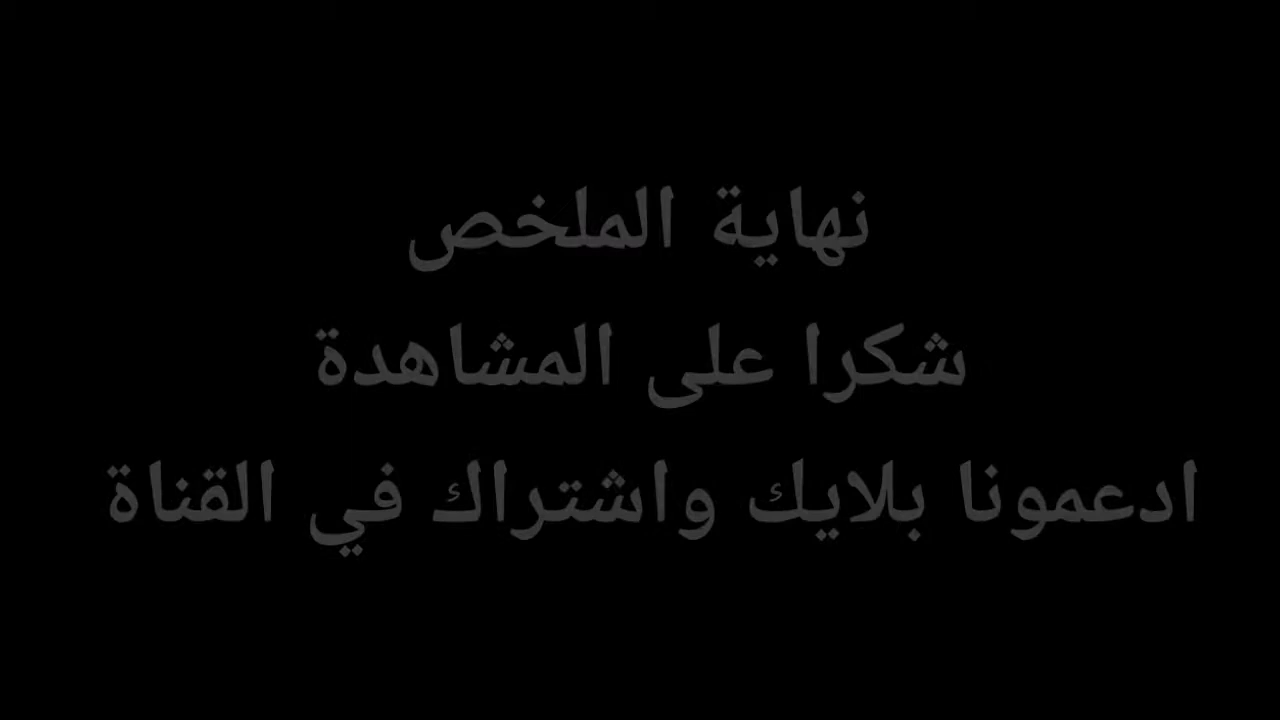 نهاية الملخص
شكرا على المشاهدة
ادعمونا بلايك واشتراك في القناة